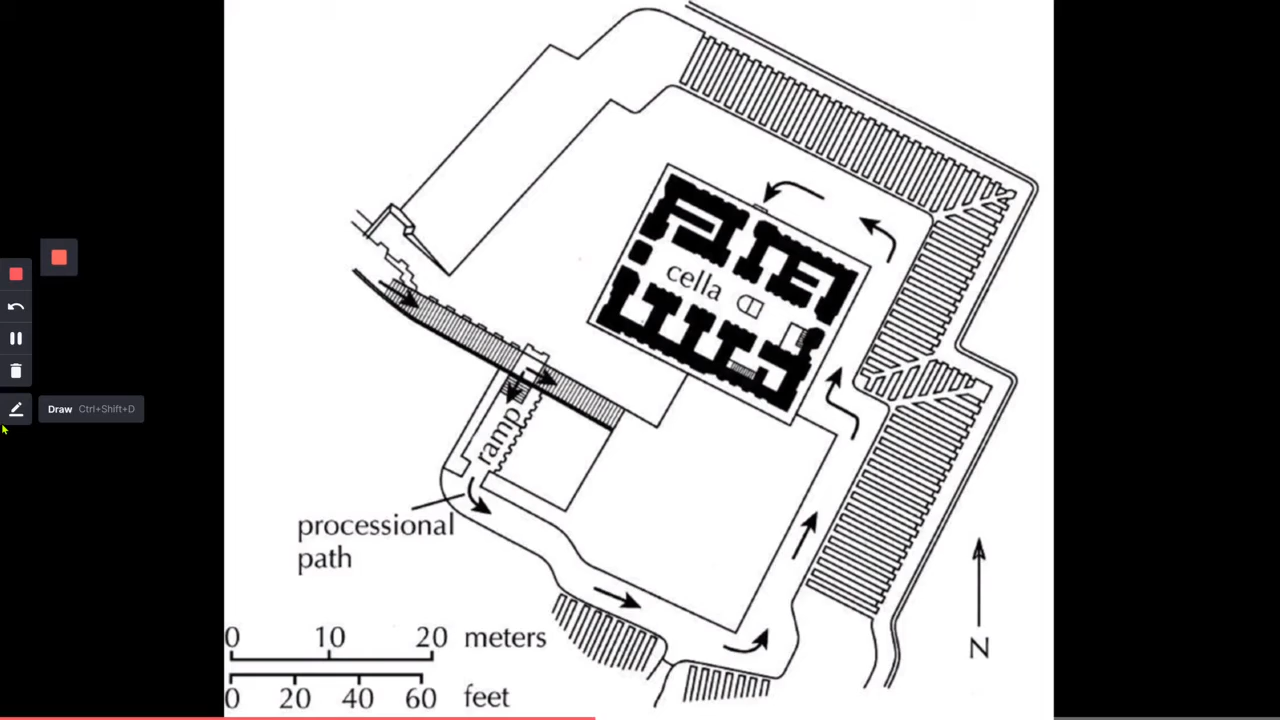 cella
Draw Ctrl+Shift+D
ramp
processional
path
0 10 20 meters
N
0 20 40 60 feet